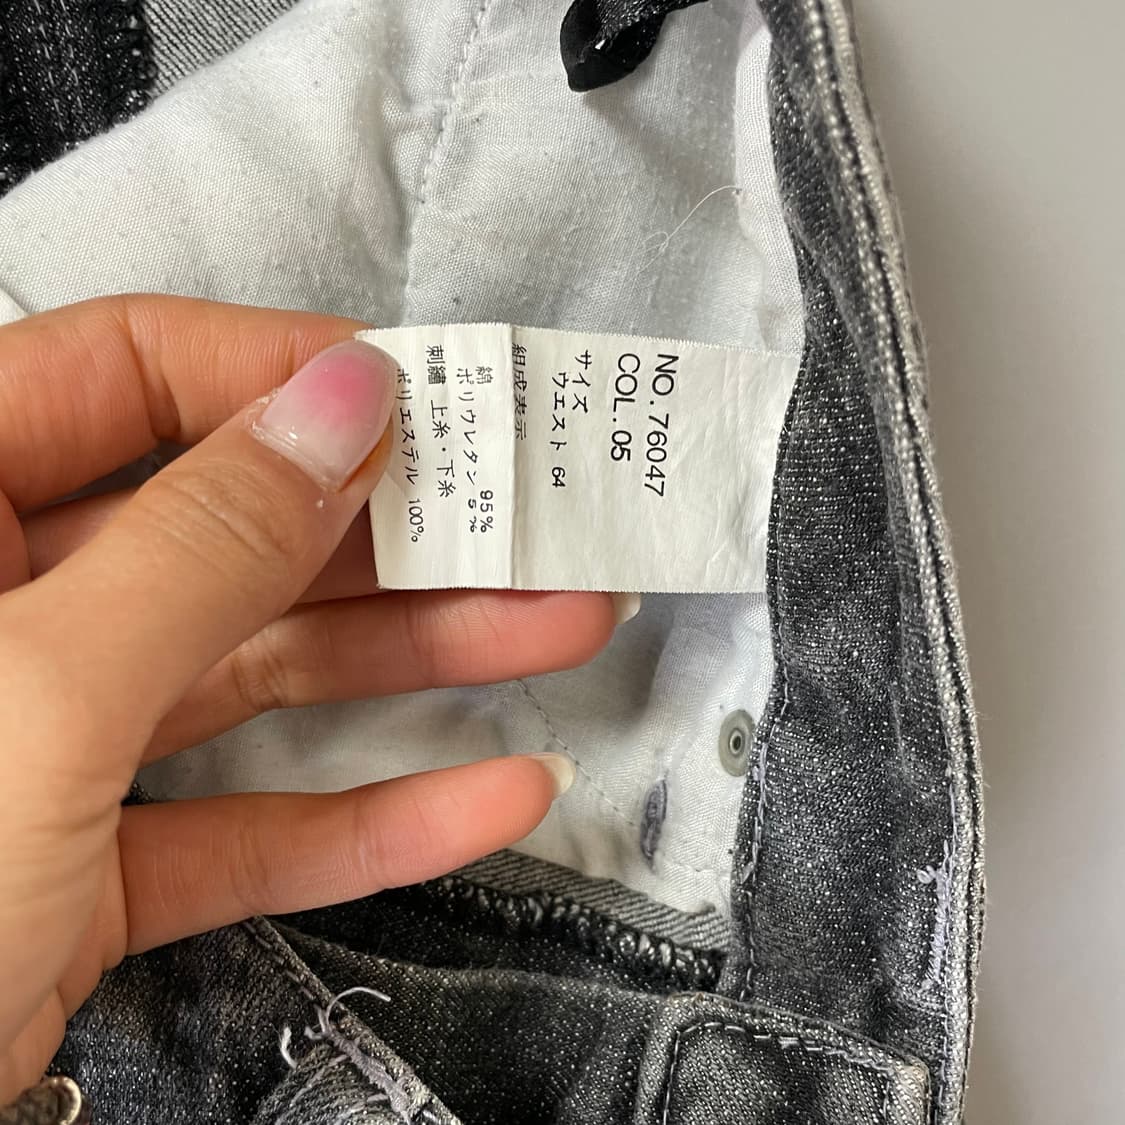 NO.76047
COL.05
サイズ
ウエスト 64
組成表示
綿 95%
ポリウレタン 5%
刺繍 上糸・下糸
ポリエステル 100%